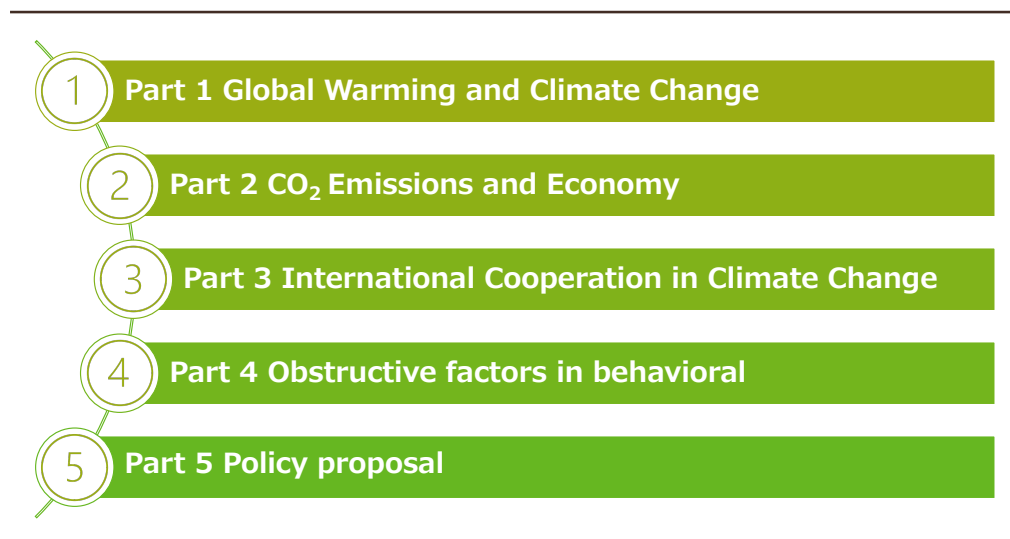 1
Part 1 Global Warming and Climate Change
2
Part 2 CO₂ Emissions and Economy
3
Part 3 International Cooperation in Climate Change
4
Part 4 Obstructive factors in behavioral
5
Part 5 Policy proposal